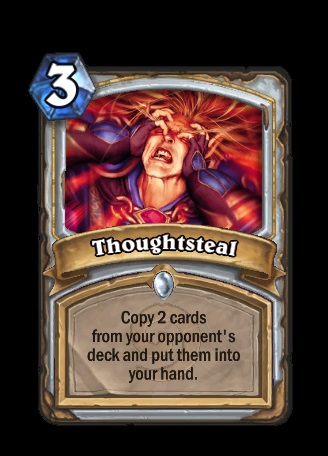 3
Thoughtsteal
Copy 2 cards
from your opponent's
deck and put them into
your hand.